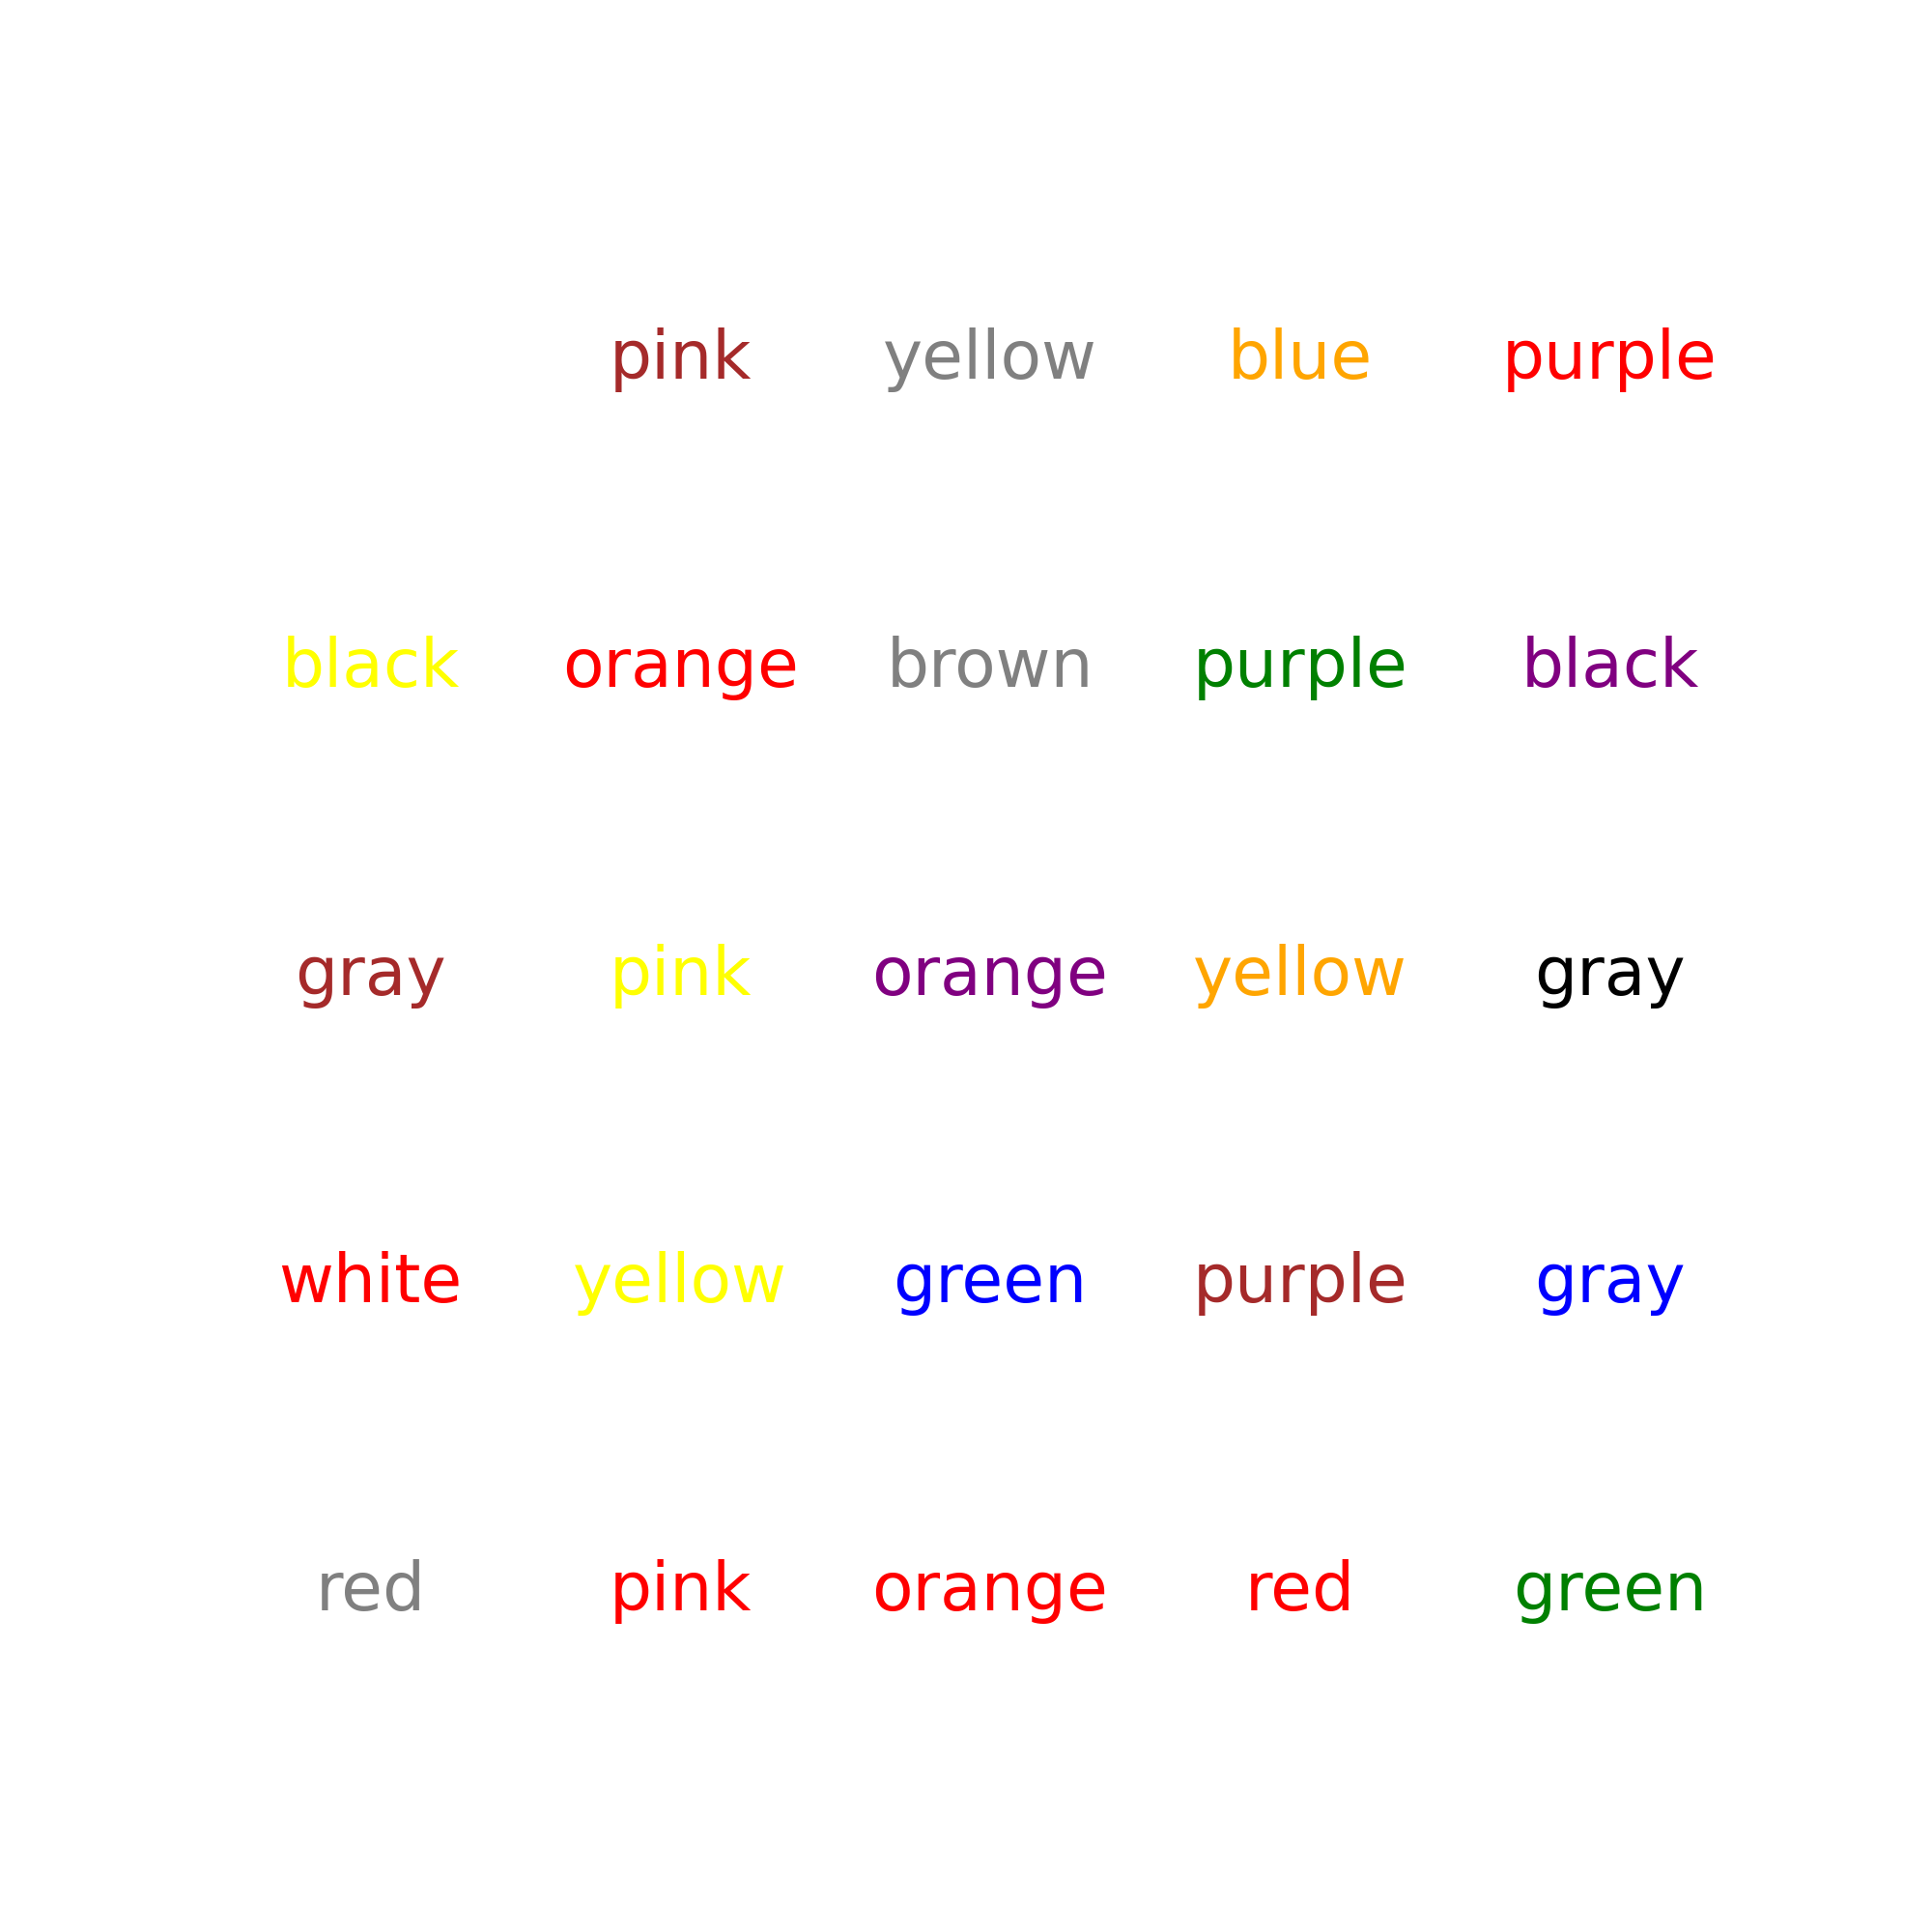 pink yellow blue purple
black orange brown purple black
gray pink orange yellow gray
white yellow green purple gray
red pink orange red green